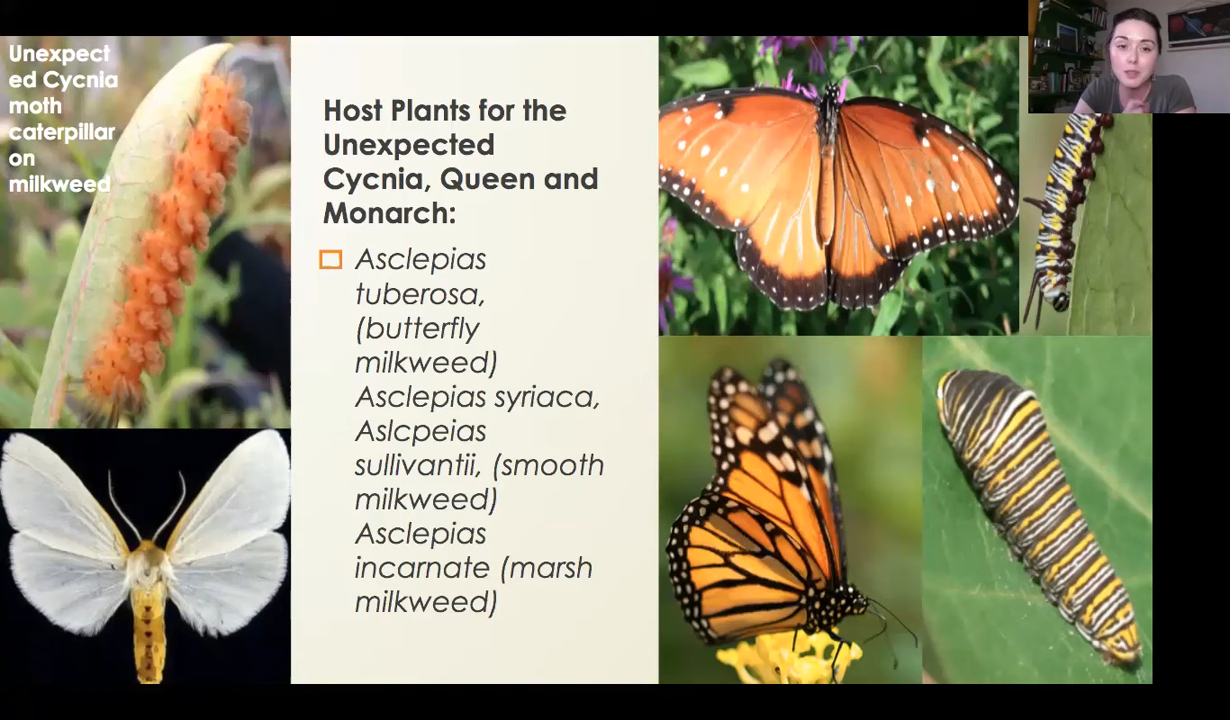 Unexpect
ed Cycnia
moth
caterpillar
on
milkweed
Host Plants for the
Unexpected
Cycnia, Queen and
Monarch:
Asclepias
tuberosa,
(butterfly
milkweed)
Asclepias syriaca,
Aslcpeias
sullivantii, (smooth
milkweed)
Asclepias
incarnate (marsh
milkweed)